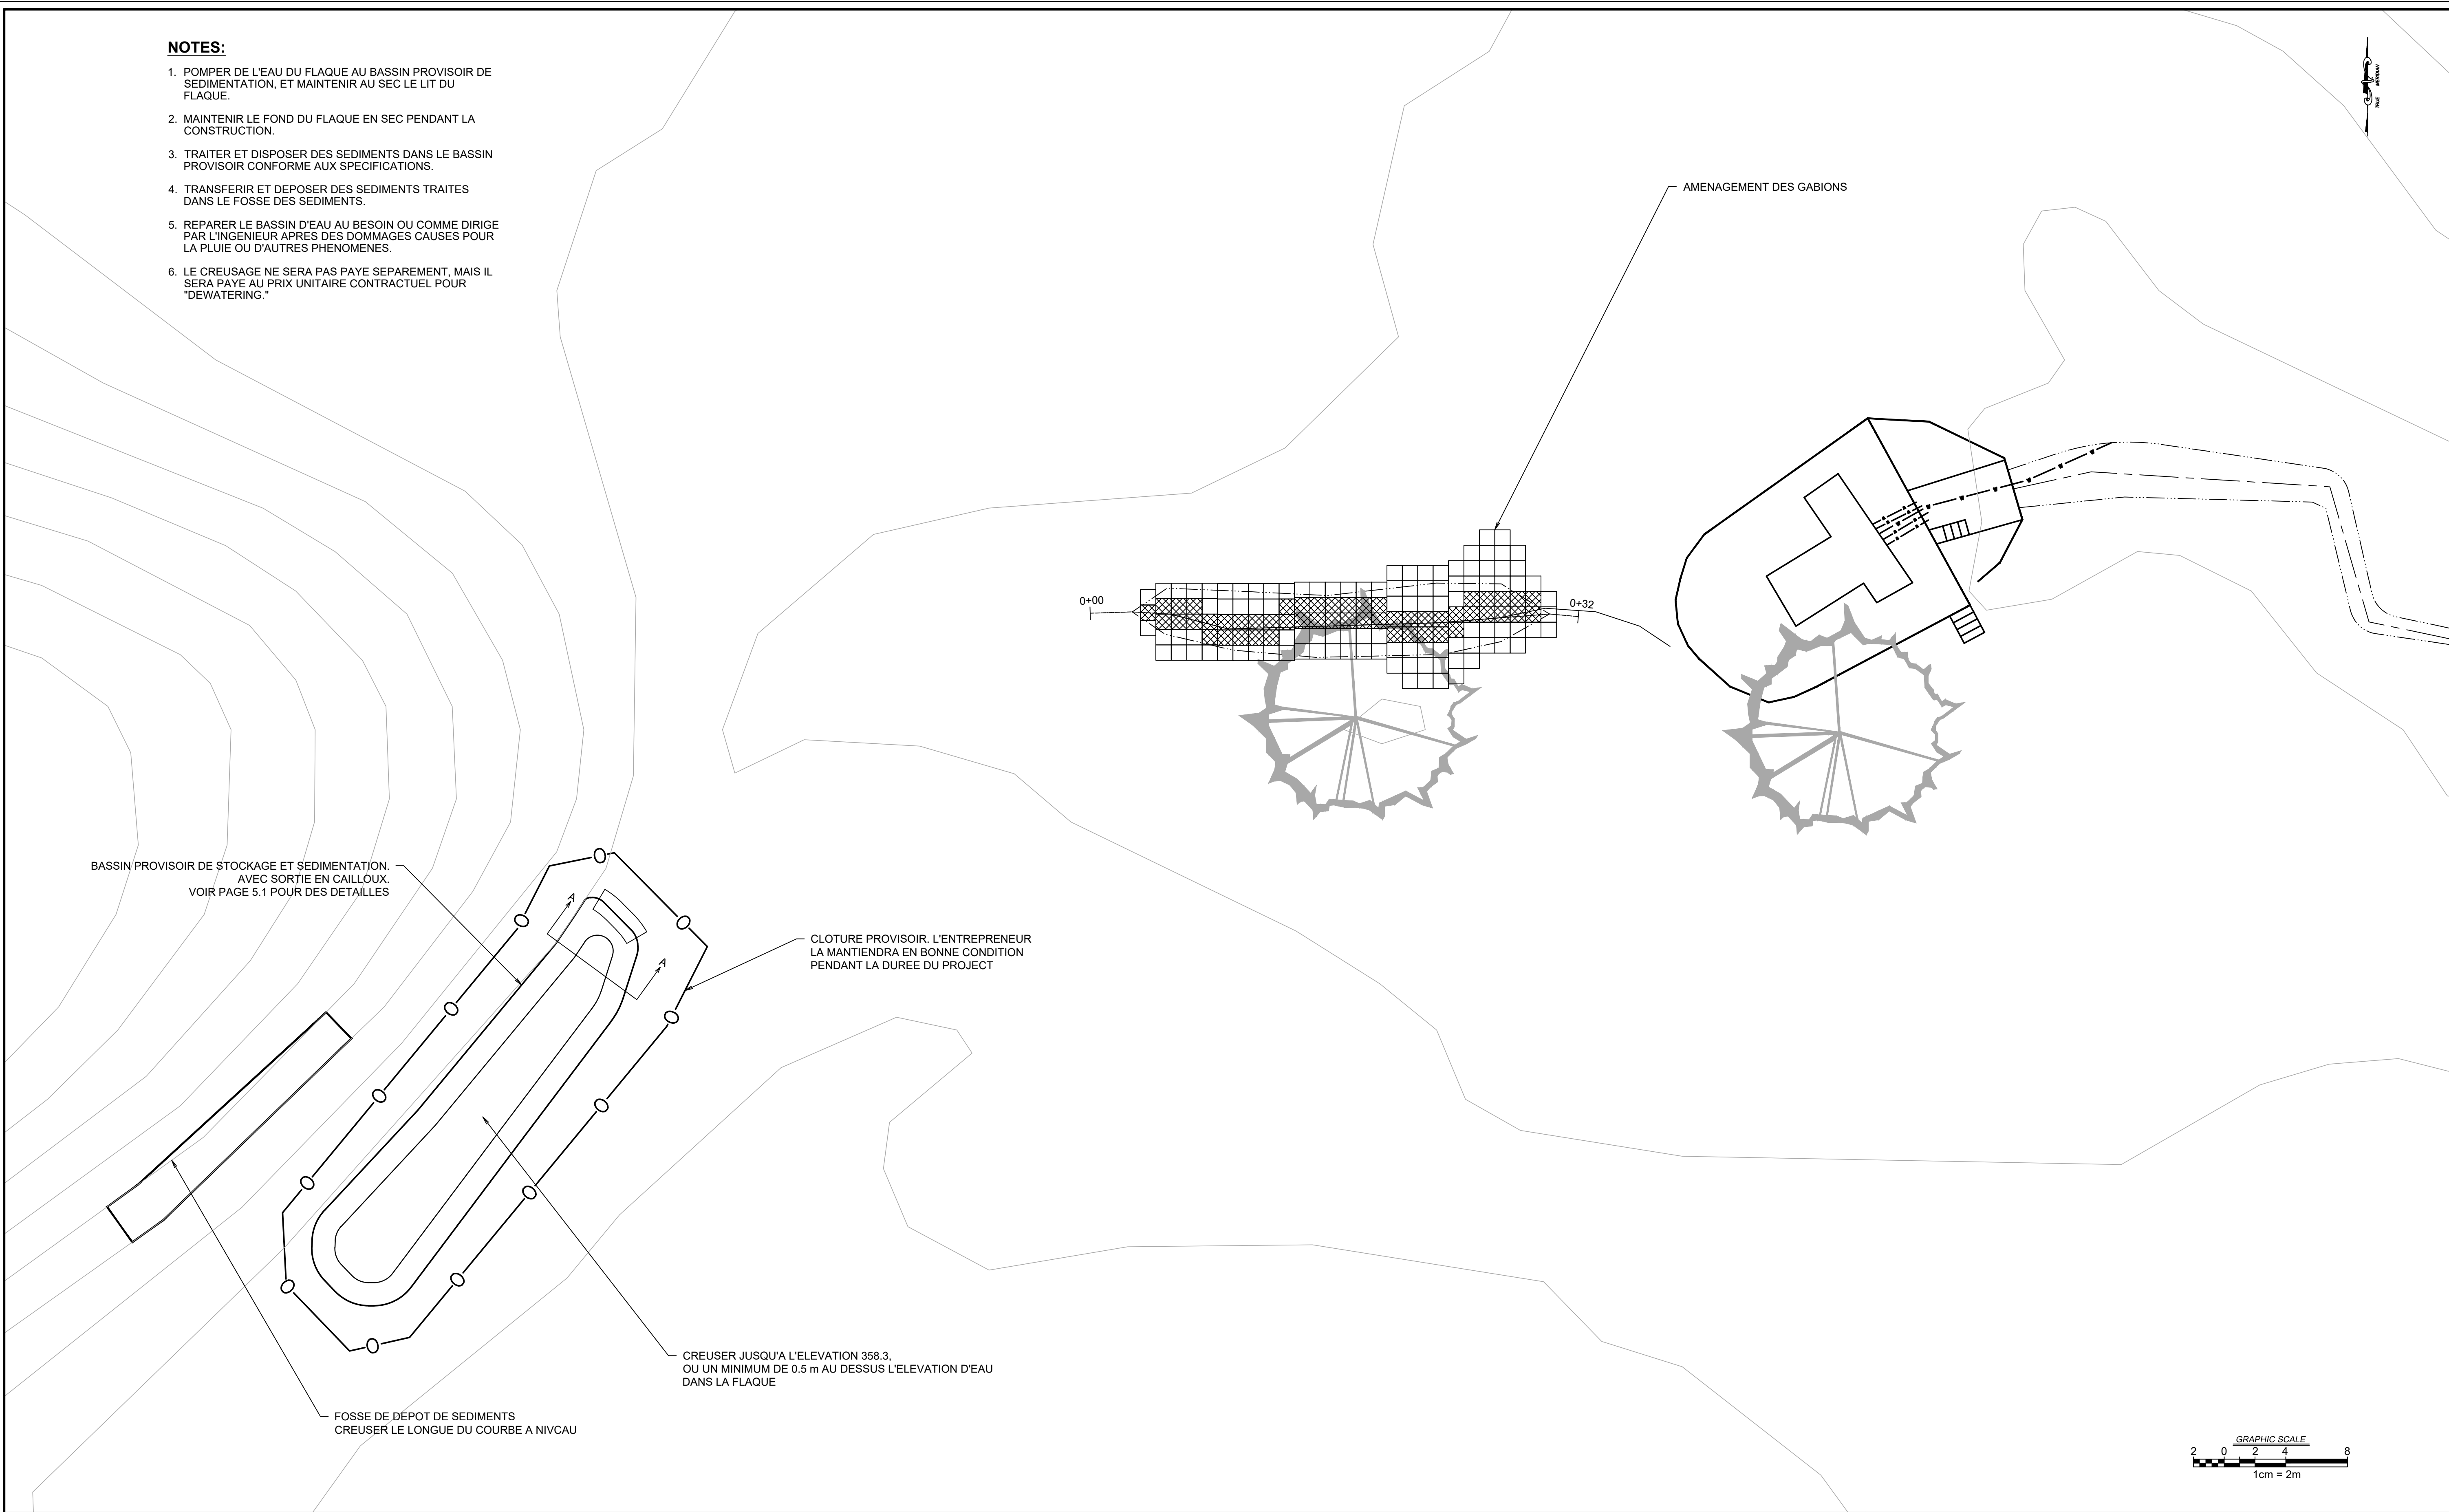 NOTES:
1. POMPER DE L'EAU DU FLAQUE AU BASSIN PROVISOIR DE
SEDIMENTATION, ET MAINTENIR AU SEC LE LIT DU
FLAQUE.
2. MAINTENIR LE FOND DU FLAQUE EN SEC PENDANT LA
CONSTRUCTION.
3. TRAITER ET DISPOSER DES SEDIMENTS DANS LE BASSIN
PROVISOIR CONFORME AUX SPECIFICATIONS.
4. TRANSFERIR ET DEPOSER DES SEDIMENTS TRAITES
DANS LE FOSSE DES SEDIMENTS.
5. REPARER LE BASSIN D'EAU AU BESOIN OU COMME DIRIGE
PAR L'INGENIEUR APRES DES DOMMAGES CAUSES POUR
LA PLUIE OU D'AUTRES PHENOMENES.
6. LE CREUSAGE NE SERA PAS PAYE SEPAREMENT, MAIS IL
SERA PAYE AU PRIX UNITAIRE CONTRACTUEL POUR
"DEWATERING."
TRUE MERIDIAN
AMENAGEMENT DES GABIONS
0+00
0+32
BASSIN PROVISOIR DE STOCKAGE ET SEDIMENTATION.
AVEC SORTIE EN CAILLOUX.
VOIR PAGE 5.1 POUR DES DETAILLES
A
A
CLOTURE PROVISOIR. L'ENTREPRENEUR
LA MANTIENDRA EN BONNE CONDITION
PENDANT LA DUREE DU PROJECT
CREUSER JUSQU'A L'ELEVATION 358.3,
OU UN MINIMUM DE 0.5 m AU DESSUS L'ELEVATION D'EAU
DANS LA FLAQUE
FOSSE DE DEPOT DE SEDIMENTS
CREUSER LE LONGUE DU COURBE A NIVCAU
GRAPHIC SCALE
2 0 2 4 8
1cm = 2m